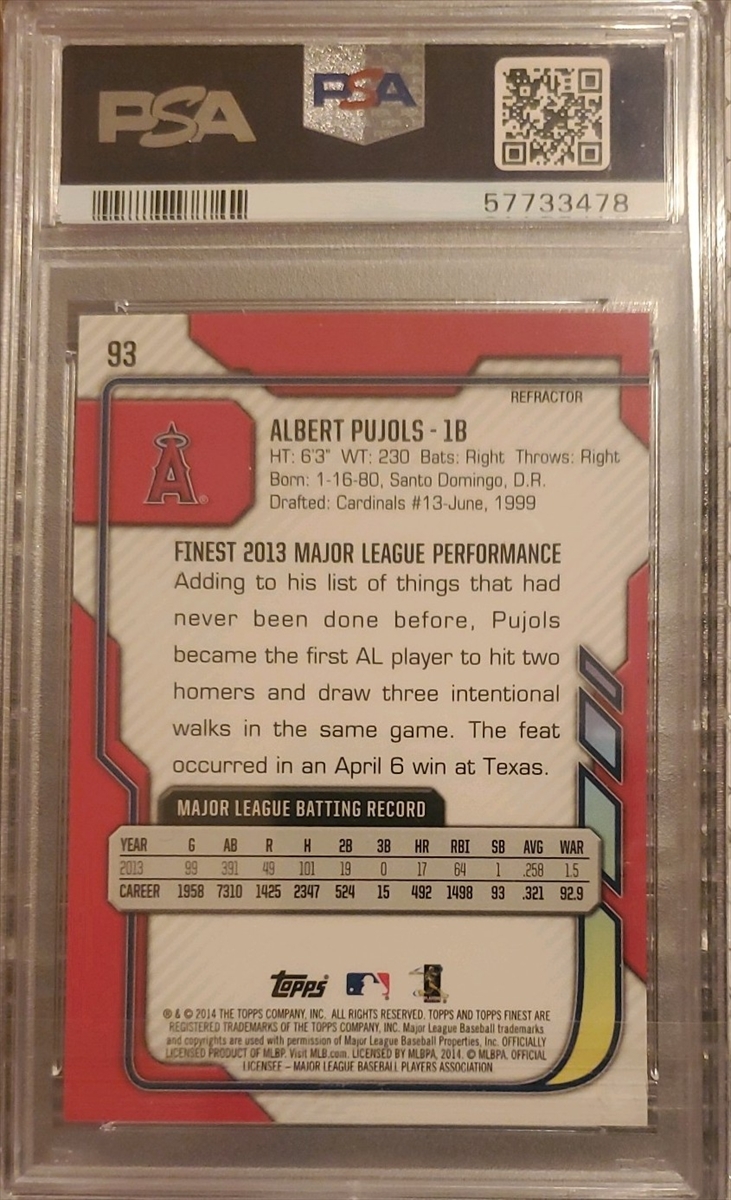 PSA
PSA
57733478
93
REFRACTOR
A
ALBERT PUJOLS - 1B
HT: 6'3" WT: 230 Bats: Right Throws: Right
Born: 1-16-80, Santo Domingo, D.R.
Drafted: Cardinals #13-June, 1999
FINEST 2013 MAJOR LEAGUE PERFORMANCE
Adding to his list of things that had
never been done before, Pujols
became the first AL player to hit two
homers and draw three intentional
walks in the same game. The feat
occurred in an April 6 win at Texas.
MAJOR LEAGUE BATTING RECORD
YEAR G AB R H 2B 3B HR RBI SB AVG WAR
2013 99 391 49 101 19 0 17 64 1 .258 1.5
CAREER 1958 7310 1425 2347 524 15 492 1498 93 .321 92.9
Topps
® & © 2014 THE TOPPS COMPANY, INC. ALL RIGHTS RESERVED. TOPPS AND TOPPS FINEST ARE
REGISTERED TRADEMARKS OF THE TOPPS COMPANY, INC. Major League Baseball trademarks
and copyrights are used with permission of Major League Baseball Properties, Inc. OFFICIALLY
LICENSED PRODUCT OF MLBP. Visit MLB.com. LICENSED BY MLBPA, 2014. © MLBPA. OFFICIAL
LICENSEE – MAJOR LEAGUE BASEBALL PLAYERS ASSOCIATION